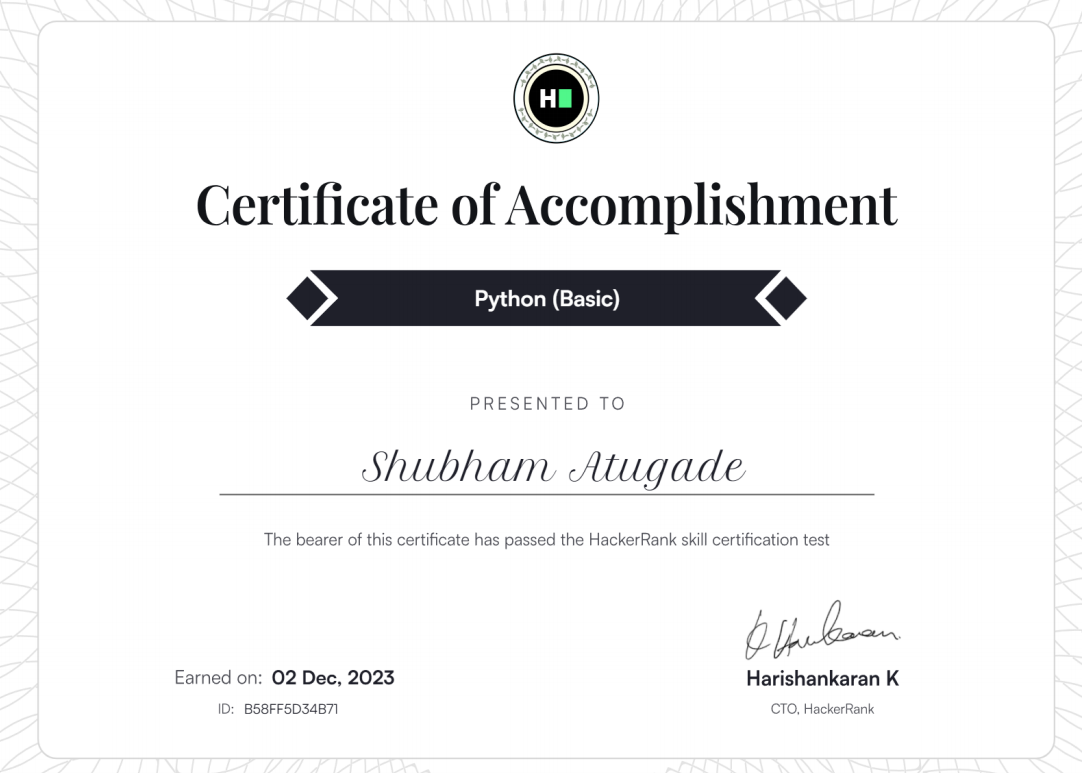 H
Certificate of Accomplishment
Python (Basic)
PRESENTED TO
Shubham Atugade
The bearer of this certificate has passed the HackerRank skill certification test
Earned on: 02 Dec, 2023
ID: B58FF5D34B71
Harishankaran K
CTO, HackerRank